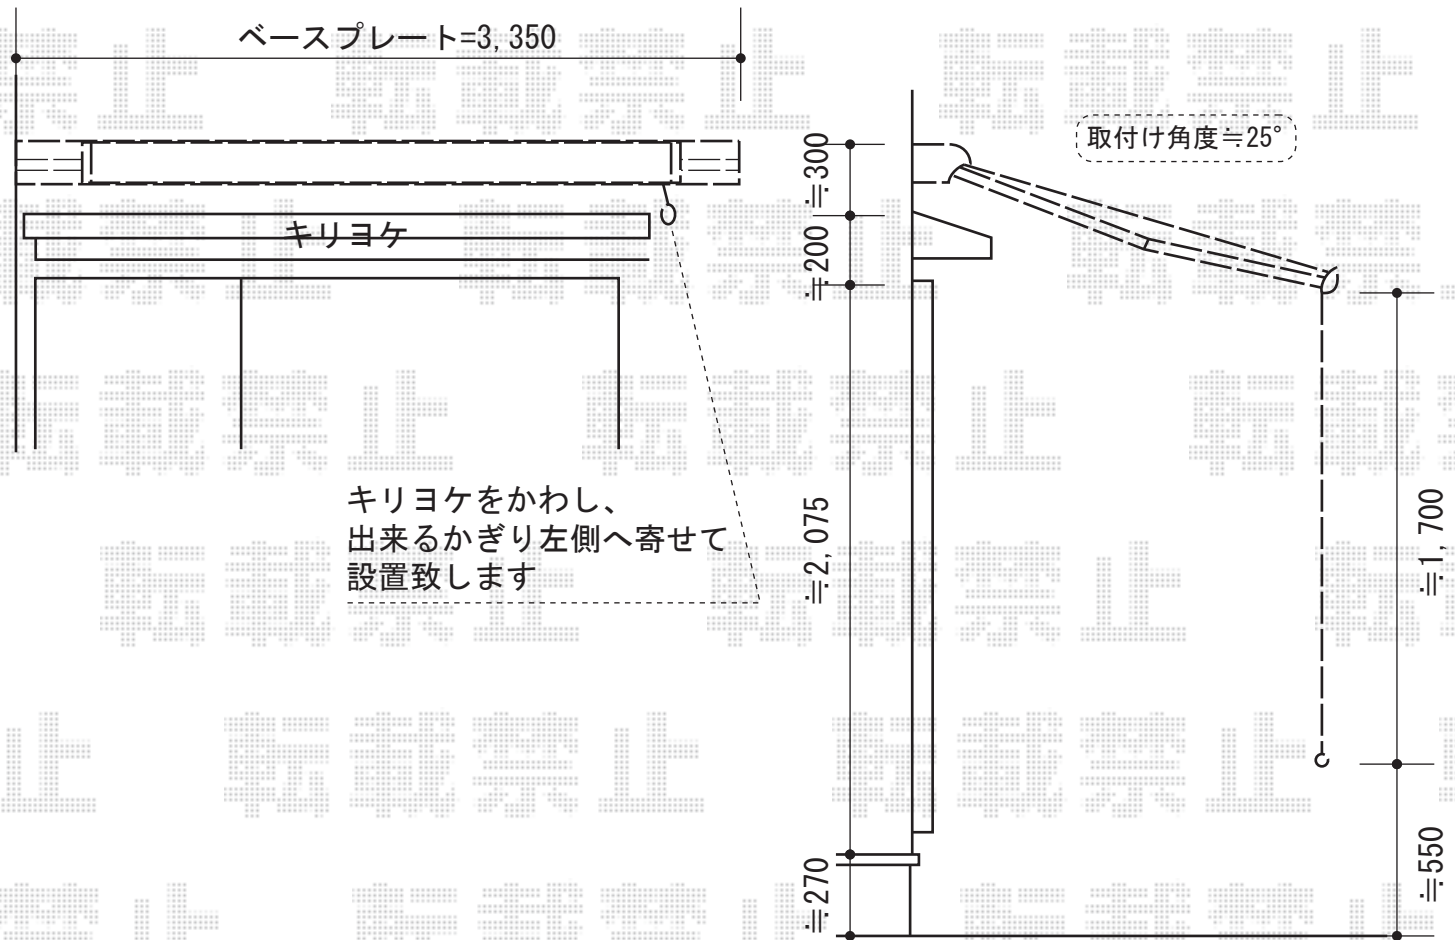 ベースプレート=3,350
キリヨケ
キリヨケをかわし、
出来るかぎり左側へ寄せて
設置致します
取付け角度≒25°
≒300
≒200
≒2,075
≒270
≒1,700
≒550
転載禁止